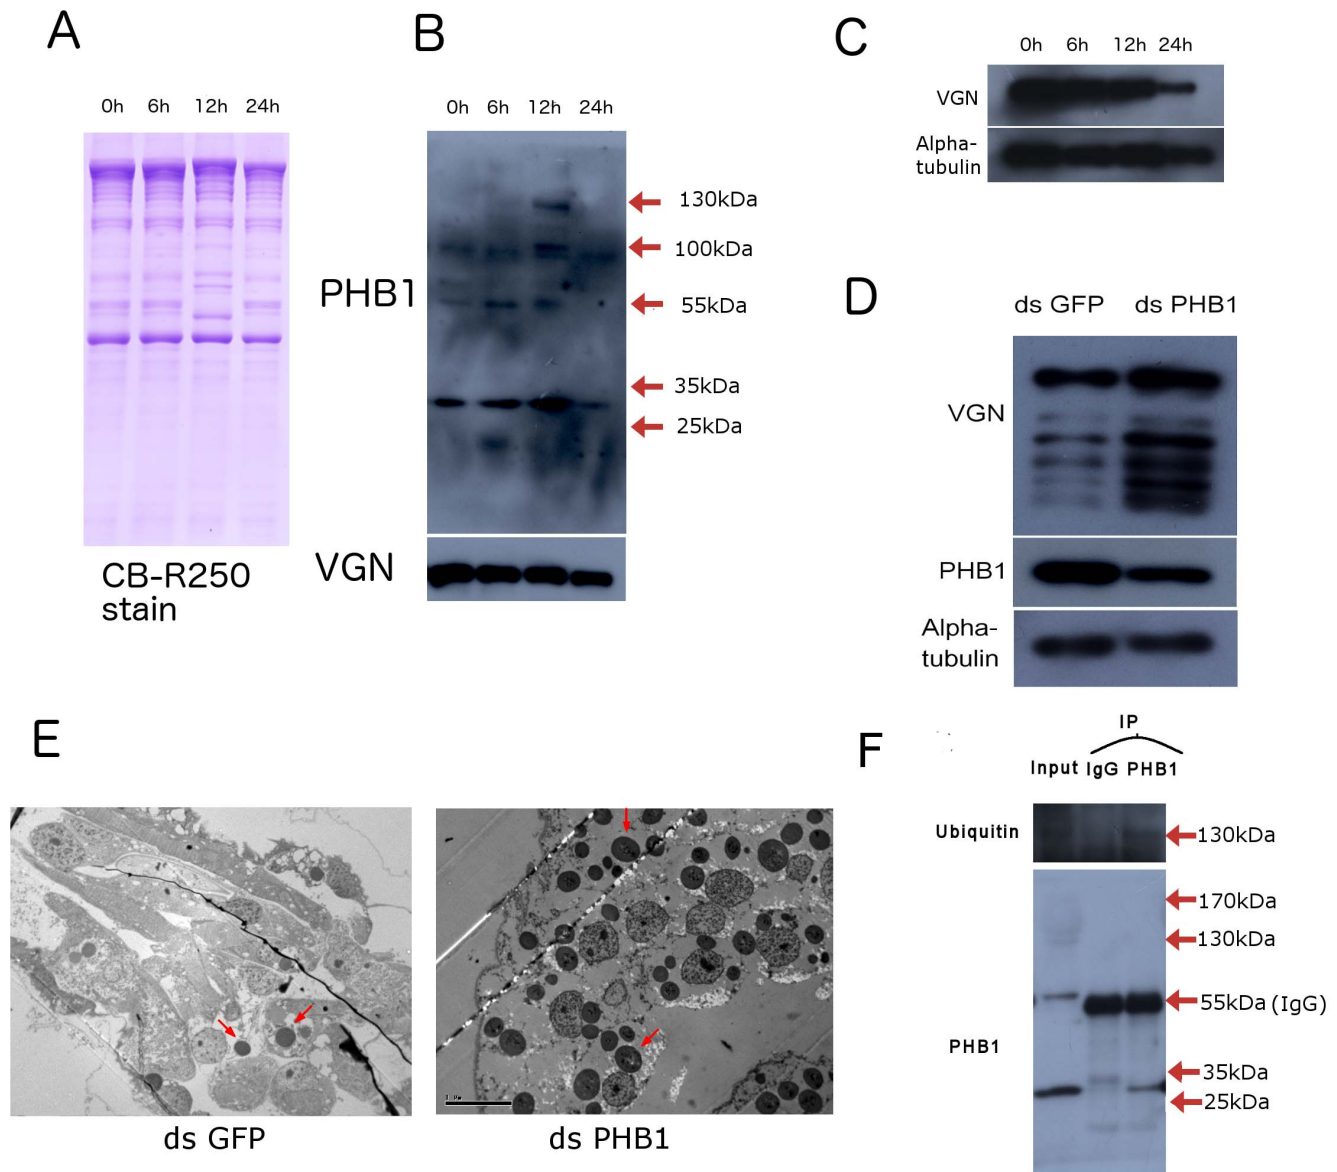 A
0h 6h 12h 24h
CB-R250
stain
B
0h 6h 12h 24h
PHB1
130kDa
100kDa
55kDa
35kDa
25kDa
VGN
C
0h 6h 12h 24h
VGN
Alpha-
tubulin
D
ds GFP ds PHB1
VGN
PHB1
Alpha-
tubulin
E
ds GFP
ds PHB1
F
IP
Input IgG PHB1
Ubiquitin
130kDa
170kDa
130kDa
55kDa (IgG)
PHB1
35kDa
25kDa